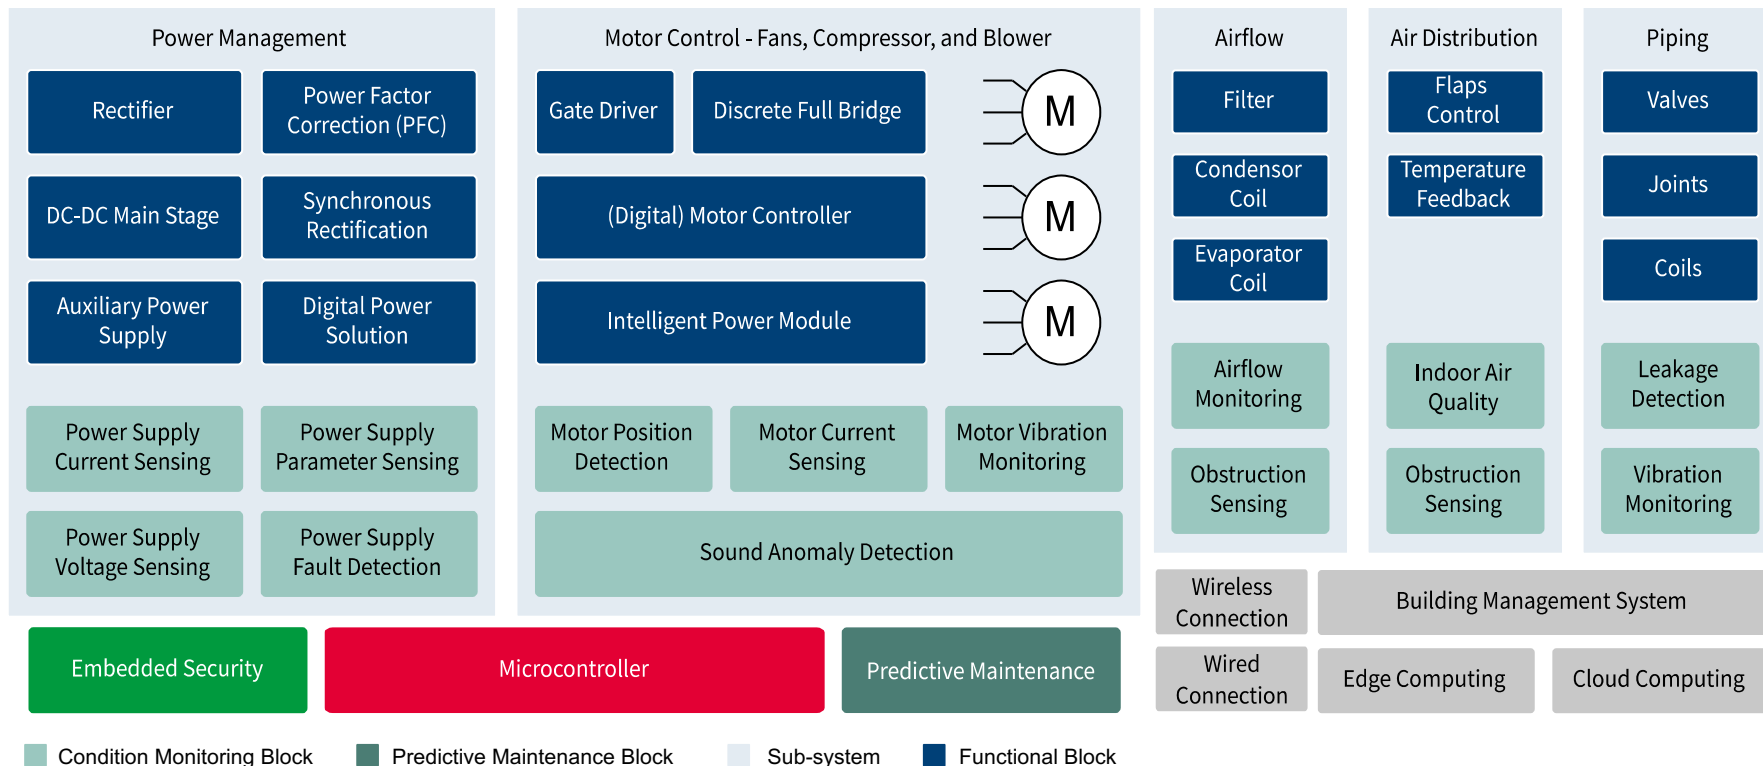 Power Management
Rectifier
Power Factor
Correction (PFC)
DC-DC Main Stage
Synchronous
Rectification
Auxiliary Power
Supply
Digital Power
Solution
Power Supply
Current Sensing
Power Supply
Parameter Sensing
Power Supply
Voltage Sensing
Power Supply
Fault Detection
Motor Control - Fans, Compressor, and Blower
Gate Driver
Discrete Full Bridge
M
(Digital) Motor Controller
M
Intelligent Power Module
M
Motor Position
Detection
Motor Current
Sensing
Motor Vibration
Monitoring
Sound Anomaly Detection
Airflow
Filter
Condensor
Coil
Evaporator
Coil
Airflow
Monitoring
Obstruction
Sensing
Air Distribution
Flaps
Control
Temperature
Feedback
Indoor Air
Quality
Obstruction
Sensing
Piping
Valves
Joints
Coils
Leakage
Detection
Vibration
Monitoring
Embedded Security
Microcontroller
Predictive Maintenance
Wireless
Connection
Building Management System
Wired
Connection
Edge Computing
Cloud Computing
Condition Monitoring Block
Predictive Maintenance Block
Sub-system
Functional Block